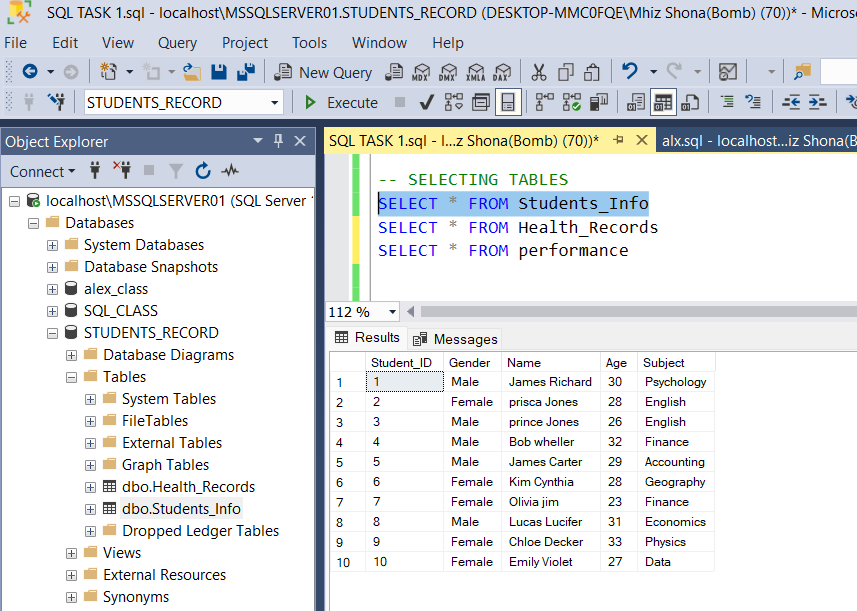 SQL TASK 1.sql - localhost\MSSQLSERVER01.STUDENTS_RECORD (DESKTOP-MMC0FQE\Mhiz Shona(Bomb) (70))* - Microso
File Edit View Query Project Tools Window Help
New Query MDX DMX XMLA DAX
STUDENTS_RECORD Execute
Object Explorer
Connect
localhost\MSSQLSERVER01 (SQL Server
Databases
System Databases
Database Snapshots
alex_class
SQL_CLASS
STUDENTS_RECORD
Database Diagrams
Tables
System Tables
FileTables
External Tables
Graph Tables
dbo.Health_Records
dbo.Students_Info
Dropped Ledger Tables
Views
External Resources
Synonyms
SQL TASK 1.sql - l...z Shona(Bomb) (70))* alx.sql - localhost...iz Shona(B
-- SELECTING TABLES
SELECT * FROM Students_Info
SELECT * FROM Health_Records
SELECT * FROM performance
112 %
Results Messages
Student_ID Gender Name Age Subject
1 1 Male James Richard 30 Psychology
2 2 Female prisca Jones 28 English
3 3 Male prince Jones 26 English
4 4 Male Bob wheller 32 Finance
5 5 Male James Carter 29 Accounting
6 6 Female Kim Cynthia 28 Geography
7 7 Female Olivia jim 23 Finance
8 8 Male Lucas Lucifer 31 Economics
9 9 Female Chloe Decker 33 Physics
10 10 Female Emily Violet 27 Data